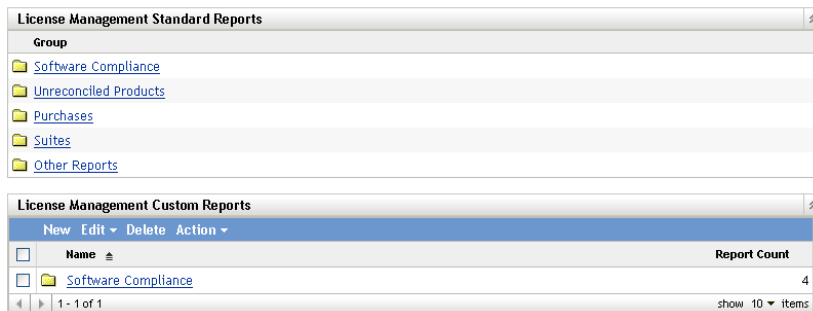 License Management Standard Reports
Group
Software Compliance
Unreconciled Products
Purchases
Suites
Other Reports
License Management Custom Reports
New Edit Delete Action
Name Report Count
Software Compliance 4
1 - 1 of 1 show 10 items